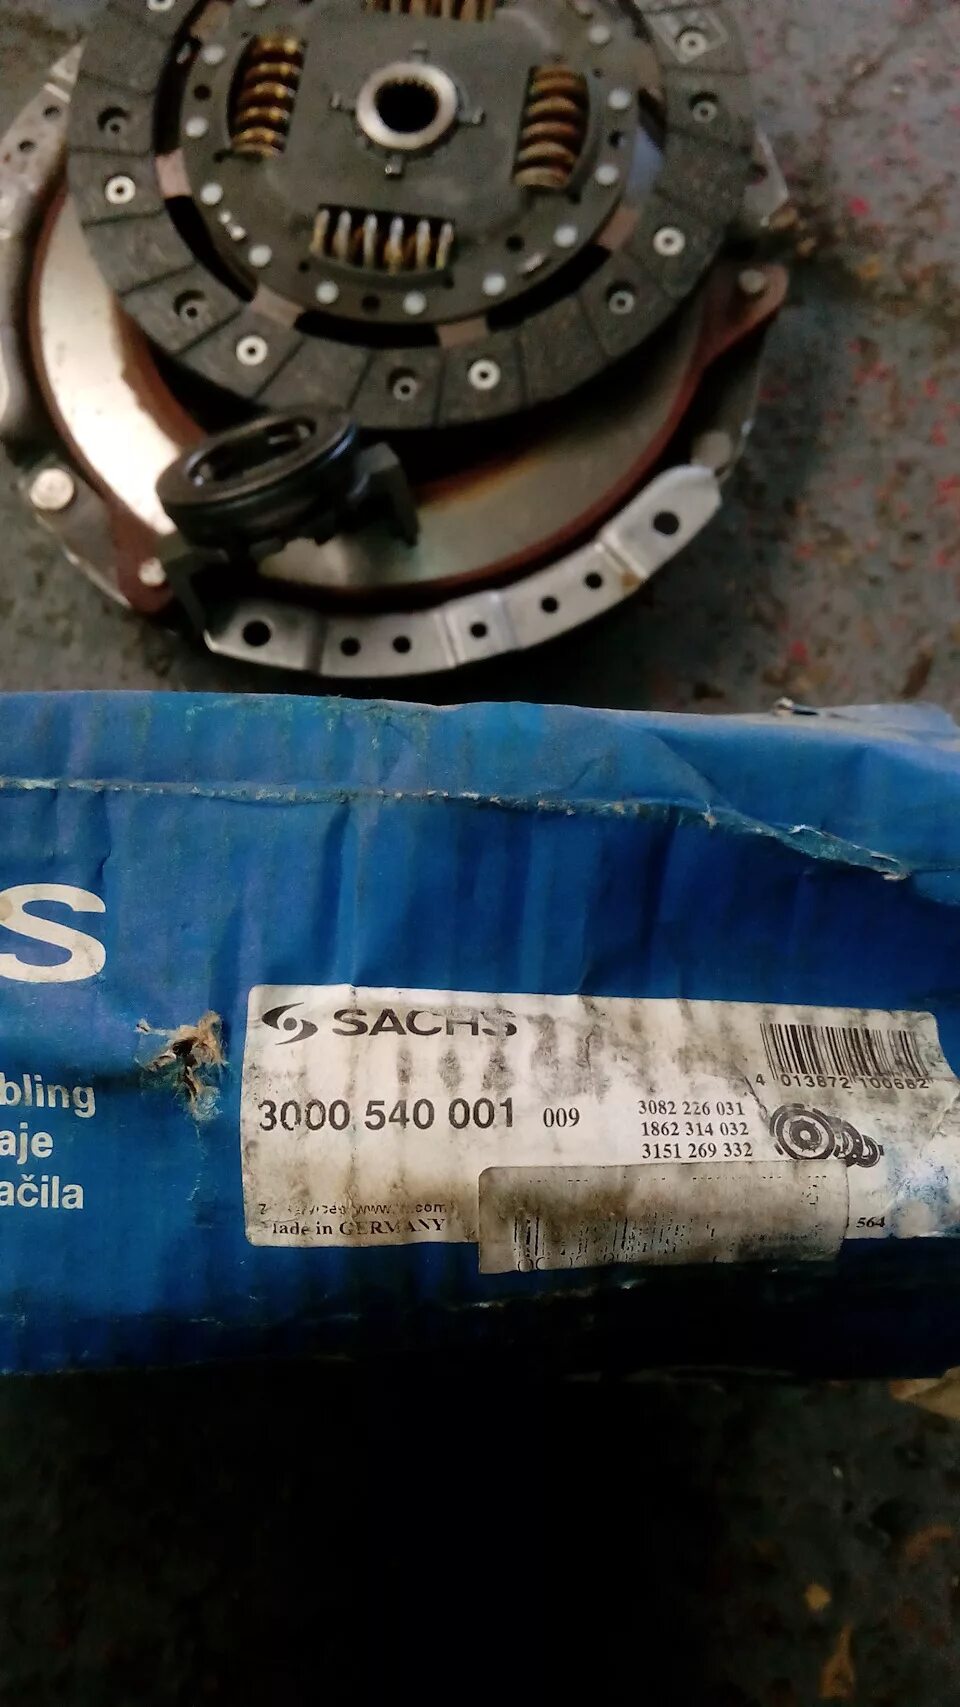 S
bling
aje
ačila
SACHS
3000 540 001 009
3082 226 031
1862 314 032
3151 269 332
4 013872 100682
Made in GERMANY
564